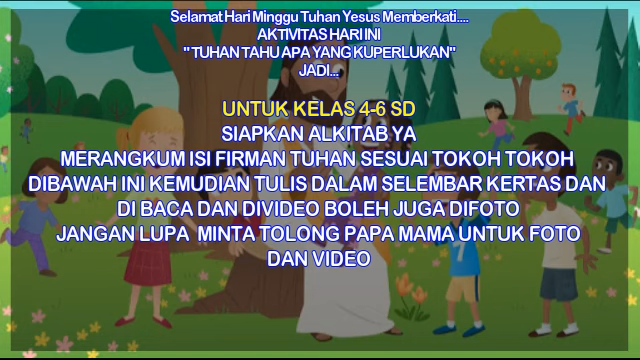 Selamat Hari Minggu Tuhan Yesus Memberkati....
AKTIVITAS HARI INI
" TUHAN TAHU APA YANG KUPERLUKAN"
JADI...
UNTUK KELAS 4-6 SD
SIAPKAN ALKITAB YA
MERANGKUM ISI FIRMAN TUHAN SESUAI TOKOH TOKOH
DIBAWAH INI KEMUDIAN TULIS DALAM SELEMBAR KERTAS DAN
DI BACA DAN DIVIDEO BOLEH JUGA DIFOTO
JANGAN LUPA MINTA TOLONG PAPA MAMA UNTUK FOTO
DAN VIDEO